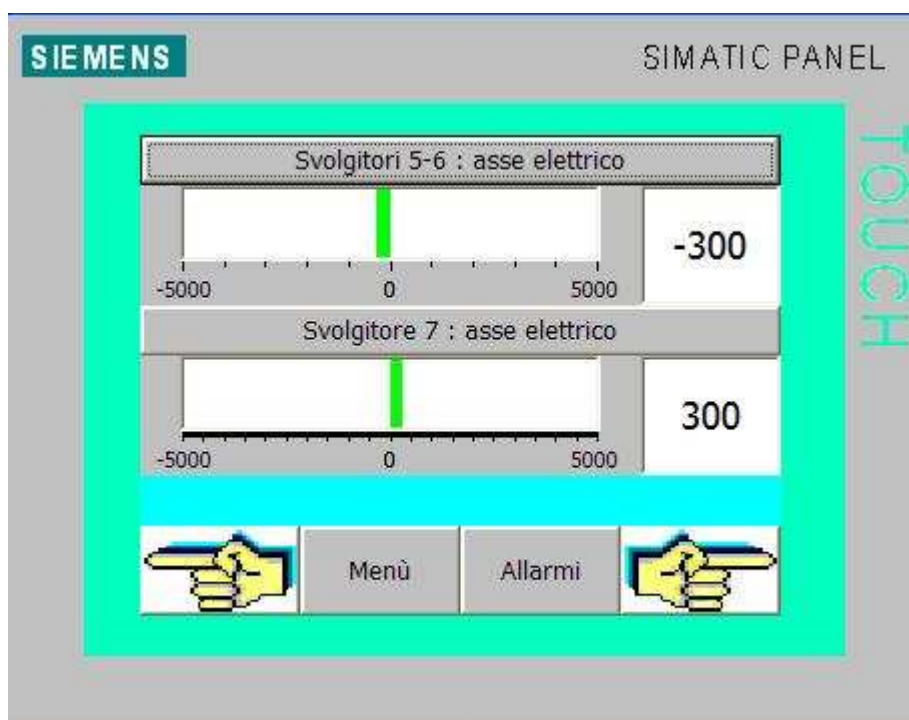 SIEMENS
SIMATIC PANEL
TOUCH
Svolgitori 5-6 : asse elettrico
-300
-5000 0 5000
Svolgitore 7 : asse elettrico
300
-5000 0 5000
Menù
Allarmi